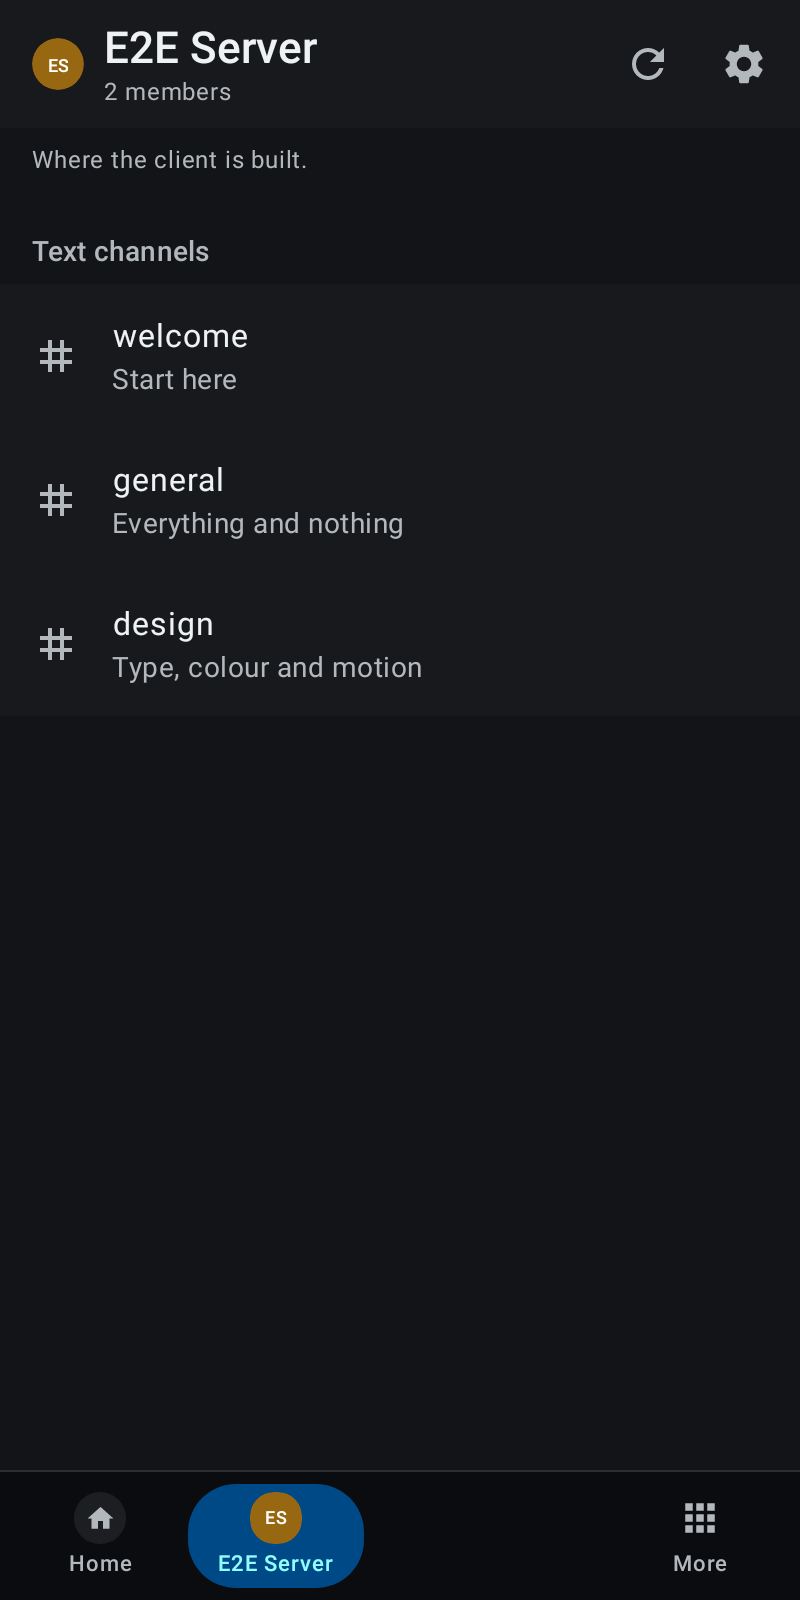 ES
E2E Server
2 members
Where the client is built.
Text channels
welcome
Start here
general
Everything and nothing
design
Type, colour and motion
ES
Home
E2E Server
More